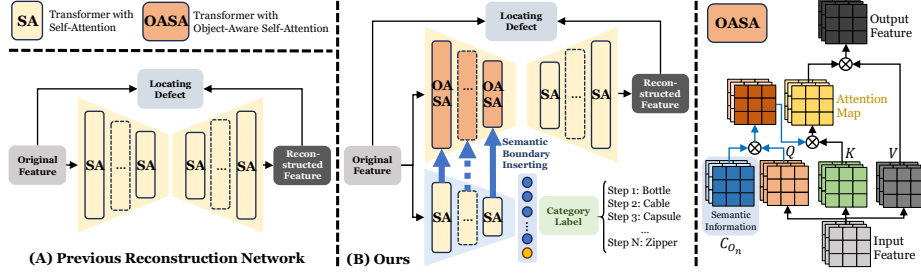 SA
Transformer with
Self-Attention
OASA
Transformer with
Object-Aware Self-Attention
Locating
Defect
Original
Feature
SA
...
SA
SA
...
SA
Recon-
structed
Feature
(A) Previous Reconstruction Network
Locating
Defect
OA
SA
...
OA
SA
SA
...
SA
Recon-
structed
Feature
Original
Feature
Semantic
Boundary
Inserting
SA
...
SA
Category
Label
Step 1: Bottle
Step 2: Cable
Step 3: Capsule
...
Step N: Zipper
(B) Ours
OASA
Output
Feature
Attention
Map
Q
K
V
Semantic
Information
C_{O_n}
Input
Feature